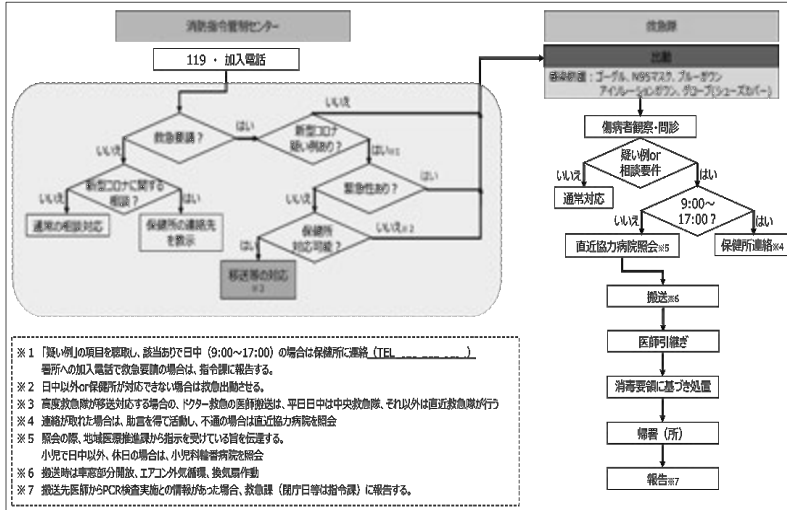 消防指令管制センター
119 ・ 加入電話
救急要請？
はい
いいえ
新型コロナ
疑い例あり？
いいえ
はい※1
新型コロナに関する
相談？
いいえ
はい
緊急性あり？
はい
いいえ
通常の相談対応
保健所の連絡先
を教示
保健所
対応可能？
いいえ※2
はい
移送等の対応
※3
救急隊
出動
感染防護：ゴーグル、N95マスク、ブルーガウン
アイソレーションガウン、グローブ(シューズカバー)
傷病者観察・問診
疑い例or
相談要件
いいえ
はい
通常対応
9:00～
17:00？
いいえ
はい
直近協力病院照会※5
保健所連絡※4
搬送※6
医師引継ぎ
消毒要領に基づき処置
帰署（所）
報告※7
※1 「疑い例」の項目を聴取し、該当ありで日中（9:00～17:00）の場合は保健所に連絡（TEL ___ ___ ___ ）
署所への加入電話で救急要請の場合は、指令課に報告する。
※2 日中以外or保健所が対応できない場合は救急出動させる。
※3 高度救急隊が移送対応する場合の、ドクター救急の医師搬送は、平日日中は中央救急隊、それ以外は直近救急隊が行う
※4 連絡が取れた場合は、助言を得て活動し、不通の場合は直近協力病院を照会
※5 照会の際、地域医療推進課から指示を受けている旨を伝達する。
小児で日中以外、休日の場合は、小児科輪番病院を照会
※6 搬送時は車窓部分開放、エアコン外気循環、換気扇作動
※7 搬送先医師からPCR検査実施との情報があった場合、救急課（閉庁日等は指令課）に報告する。